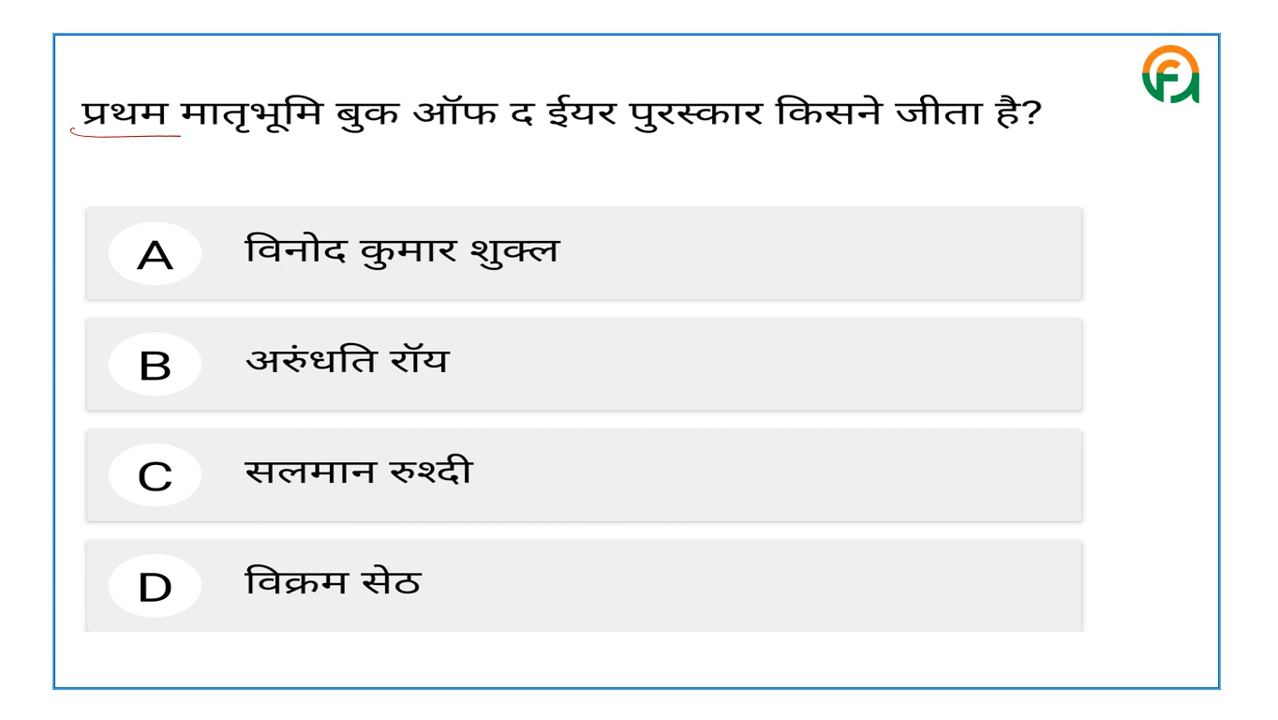 प्रथम मातृभूमि बुक ऑफ द ईयर पुरस्कार किसने जीता है?
A विनोद कुमार शुक्ल
B अरुंधति रॉय
C सलमान रुश्दी
D विक्रम सेठ